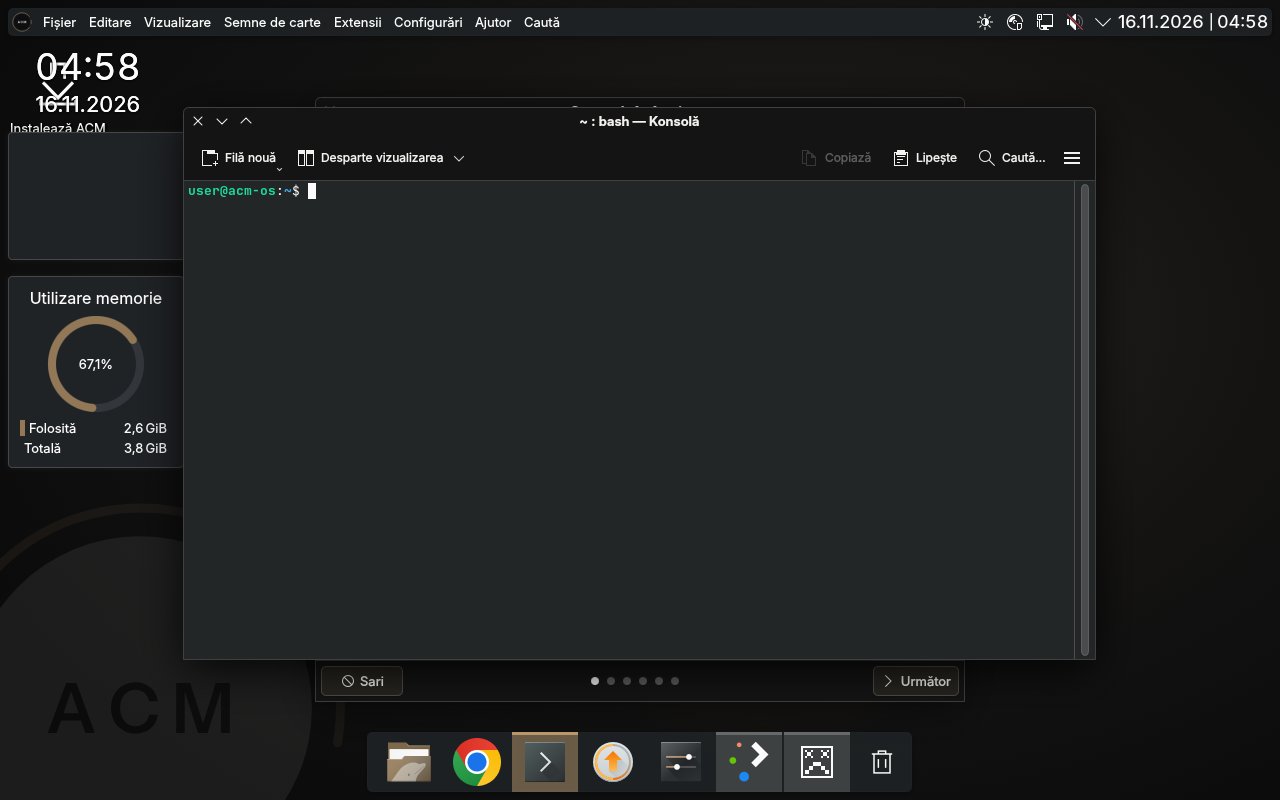 Fișier Editare Vizualizare Semne de carte Extensii Configurări Ajutor Caută 16.11.2026 | 04:58
04:58
16.11.2026
Instalează ACM
~ : bash — Konsolă
Filă nouă Desparte vizualizarea Copiază Lipește Caută...
user@acm-os:~$
Utilizare memorie
67,1%
Folosită 2,6 GiB
Totală 3,8 GiB
ACM
Sari Următor